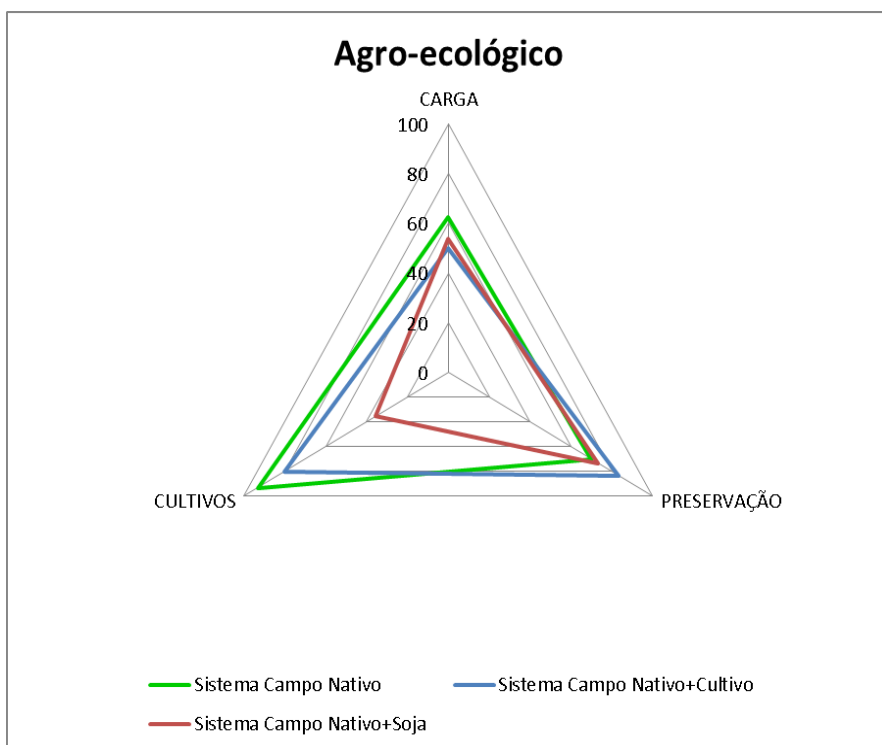 Agro-ecológico
CARGA
100
80
60
40
20
0
CULTIVOS
PRESERVAÇÃO
Sistema Campo Nativo
Sistema Campo Nativo+Cultivo
Sistema Campo Nativo+Soja